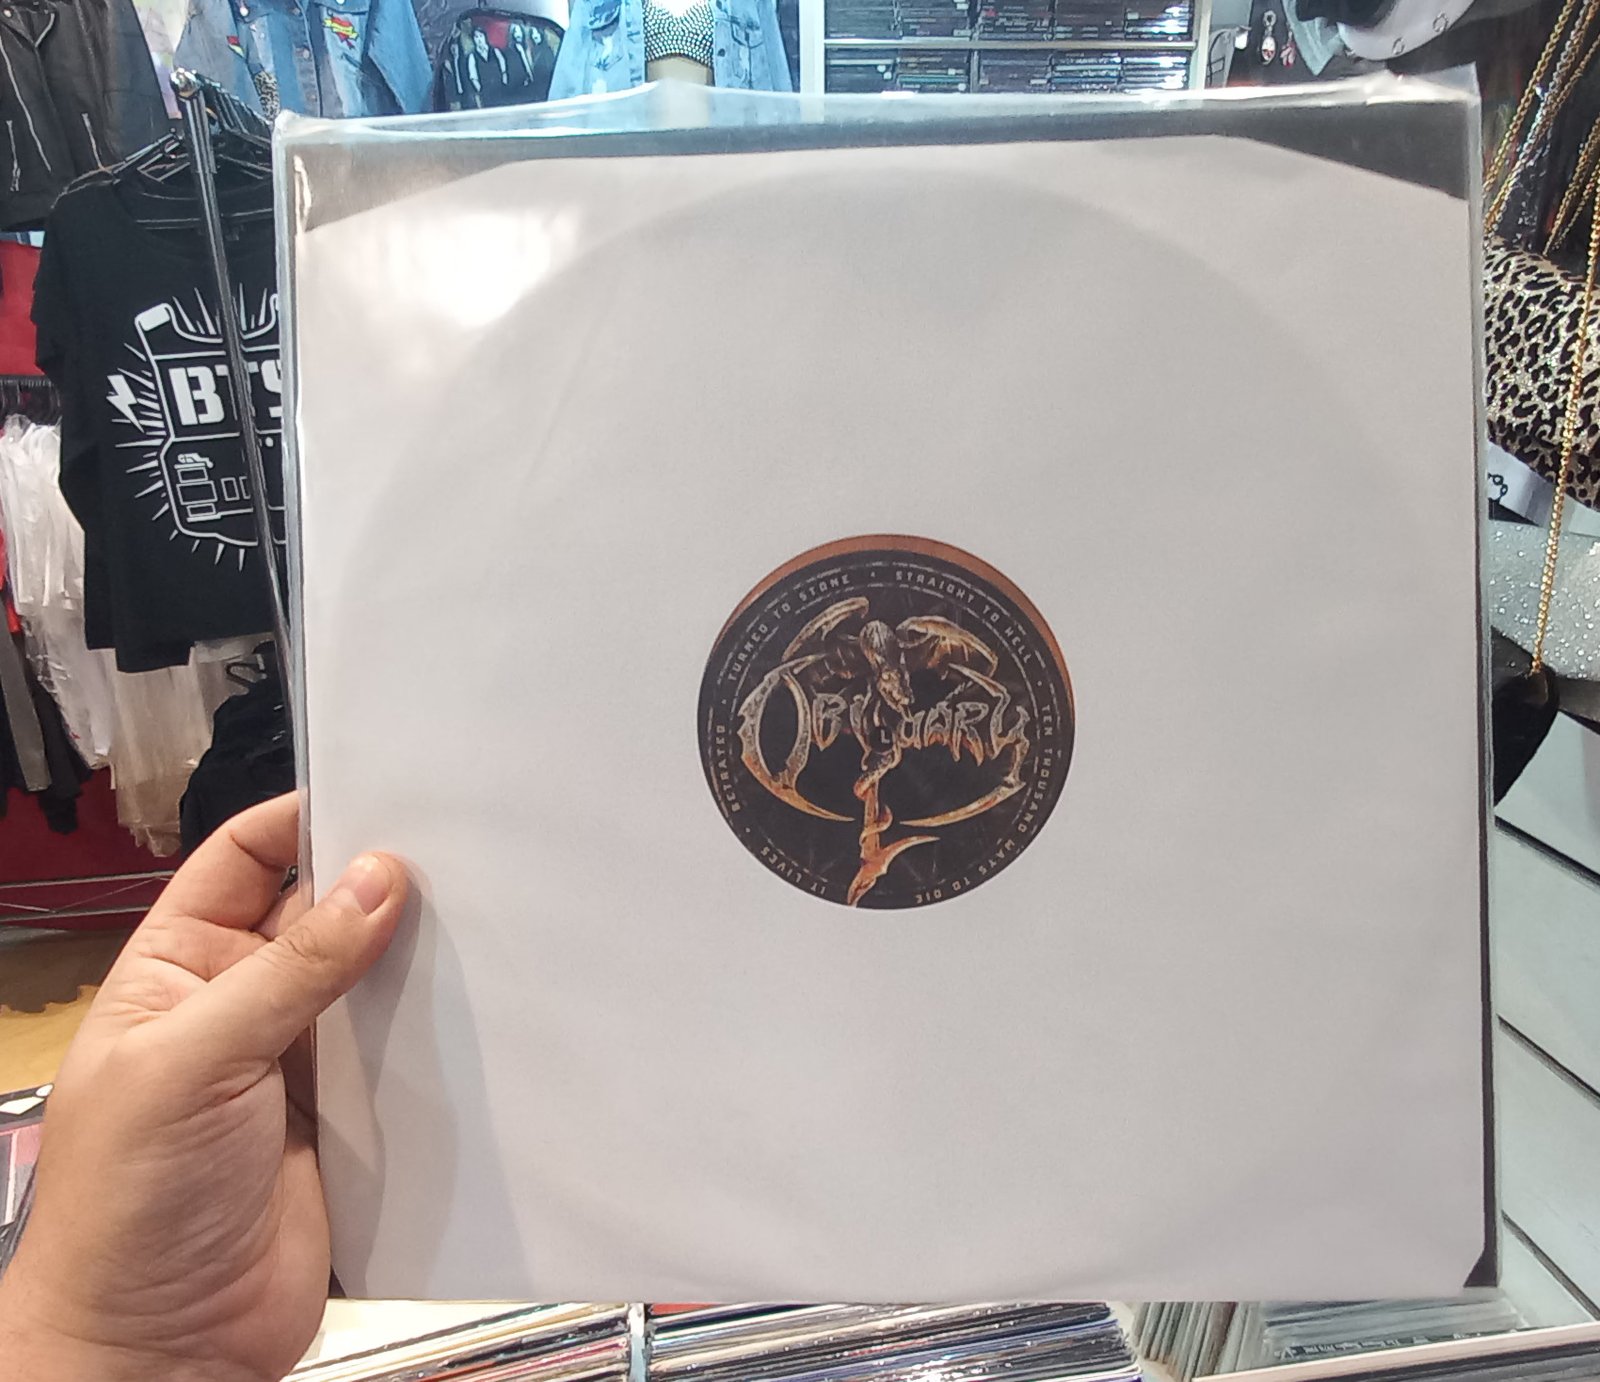 BTS
OBITUARY
BETRAYED · TURNED TO STONE · STRAIGHT TO HELL · TEN THOUSAND WAYS TO DIE
IT LIVES ·